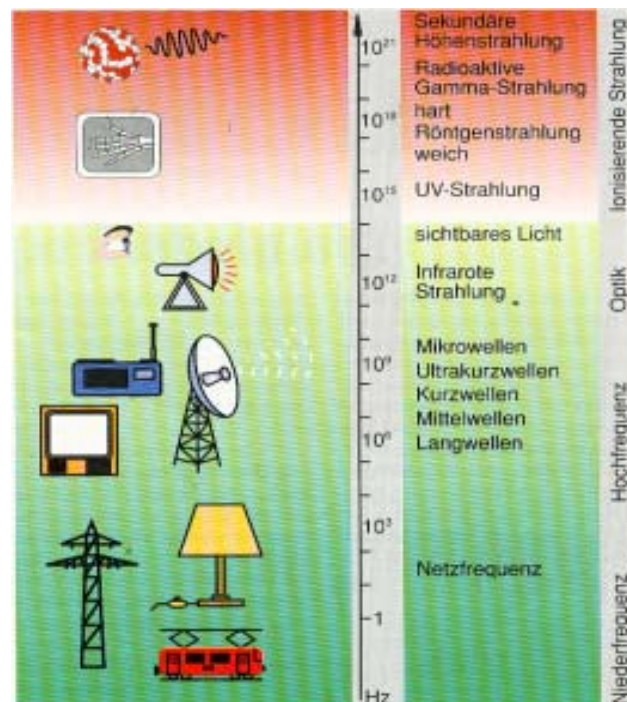 Sekundäre
Höhenstrahlung
Radioaktive
Gamma-Strahlung
hart
Röntgenstrahlung
weich
UV-Strahlung
sichtbares Licht
Infrarote
Strahlung
Mikrowellen
Ultrakurzwellen
Kurzwellen
Mittelwellen
Langwellen
Netzfrequenz
10²¹
10¹⁸
10¹⁵
10¹²
10⁹
10⁶
10³
1
Hz
Ionisierende Strahlung
Optik
Hochfrequenz
Niederfrequenz